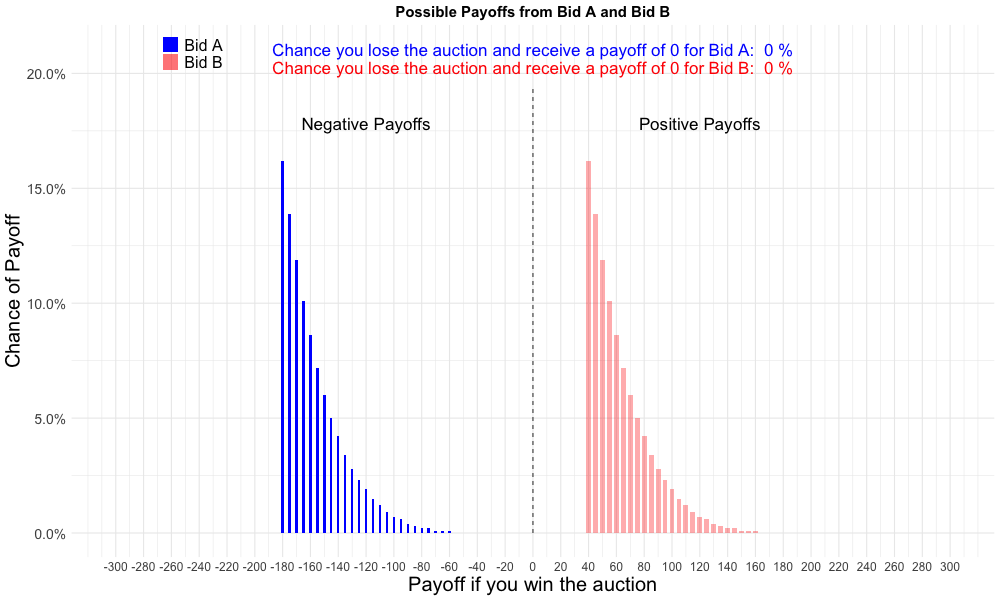 Possible Payoffs from Bid A and Bid B
Bid A
Bid B
Chance you lose the auction and receive a payoff of 0 for Bid A:  0 %
Chance you lose the auction and receive a payoff of 0 for Bid B:  0 %
Negative Payoffs
Positive Payoffs
Chance of Payoff
20.0%
15.0%
10.0%
5.0%
0.0%
-300 -280 -260 -240 -220 -200 -180 -160 -140 -120 -100 -80 -60 -40 -20 0 20 40 60 80 100 120 140 160 180 200 220 240 260 280 300
Payoff if you win the auction